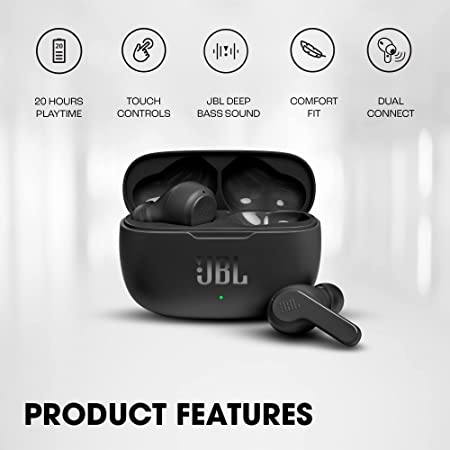 20
20 HOURS
PLAYTIME
TOUCH
CONTROLS
JBL DEEP
BASS SOUND
COMFORT
FIT
DUAL
CONNECT
JBL
JBL
PRODUCT FEATURES